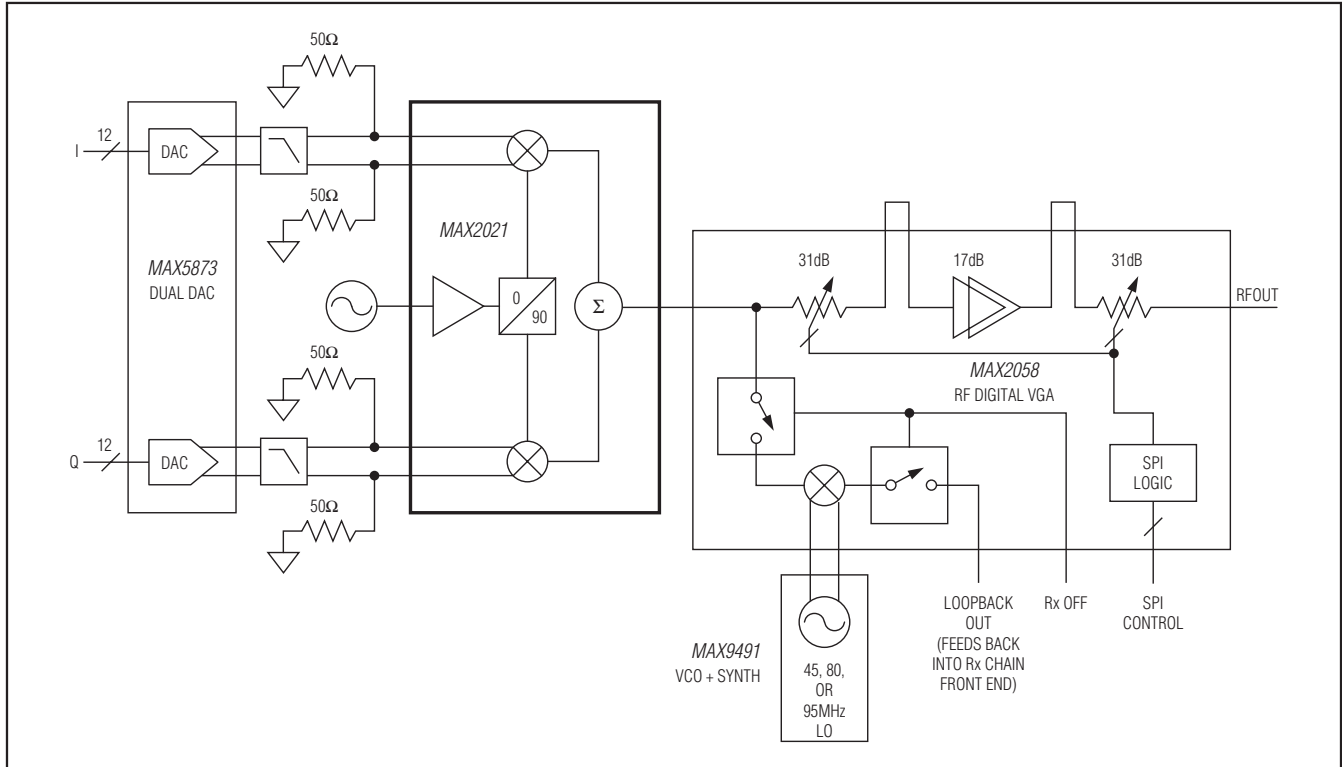 50Ω
12
I
DAC
50Ω
MAX5873
DUAL DAC
MAX2021
0
90
Σ
50Ω
12
Q
DAC
50Ω
31dB
17dB
31dB
RFOUT
MAX2058
RF DIGITAL VGA
SPI
LOGIC
MAX9491
VCO + SYNTH
45, 80,
OR
95MHz
LO
LOOPBACK
OUT
(FEEDS BACK
INTO Rx CHAIN
FRONT END)
Rx OFF
SPI
CONTROL